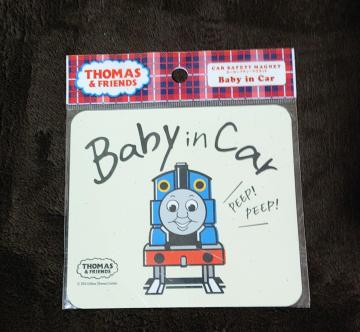 THOMAS
& FRIENDS
CAR SAFETY MAGNET
Baby in Car
Baby in Car
PEEP!
PEEP!
THOMAS
& FRIENDS